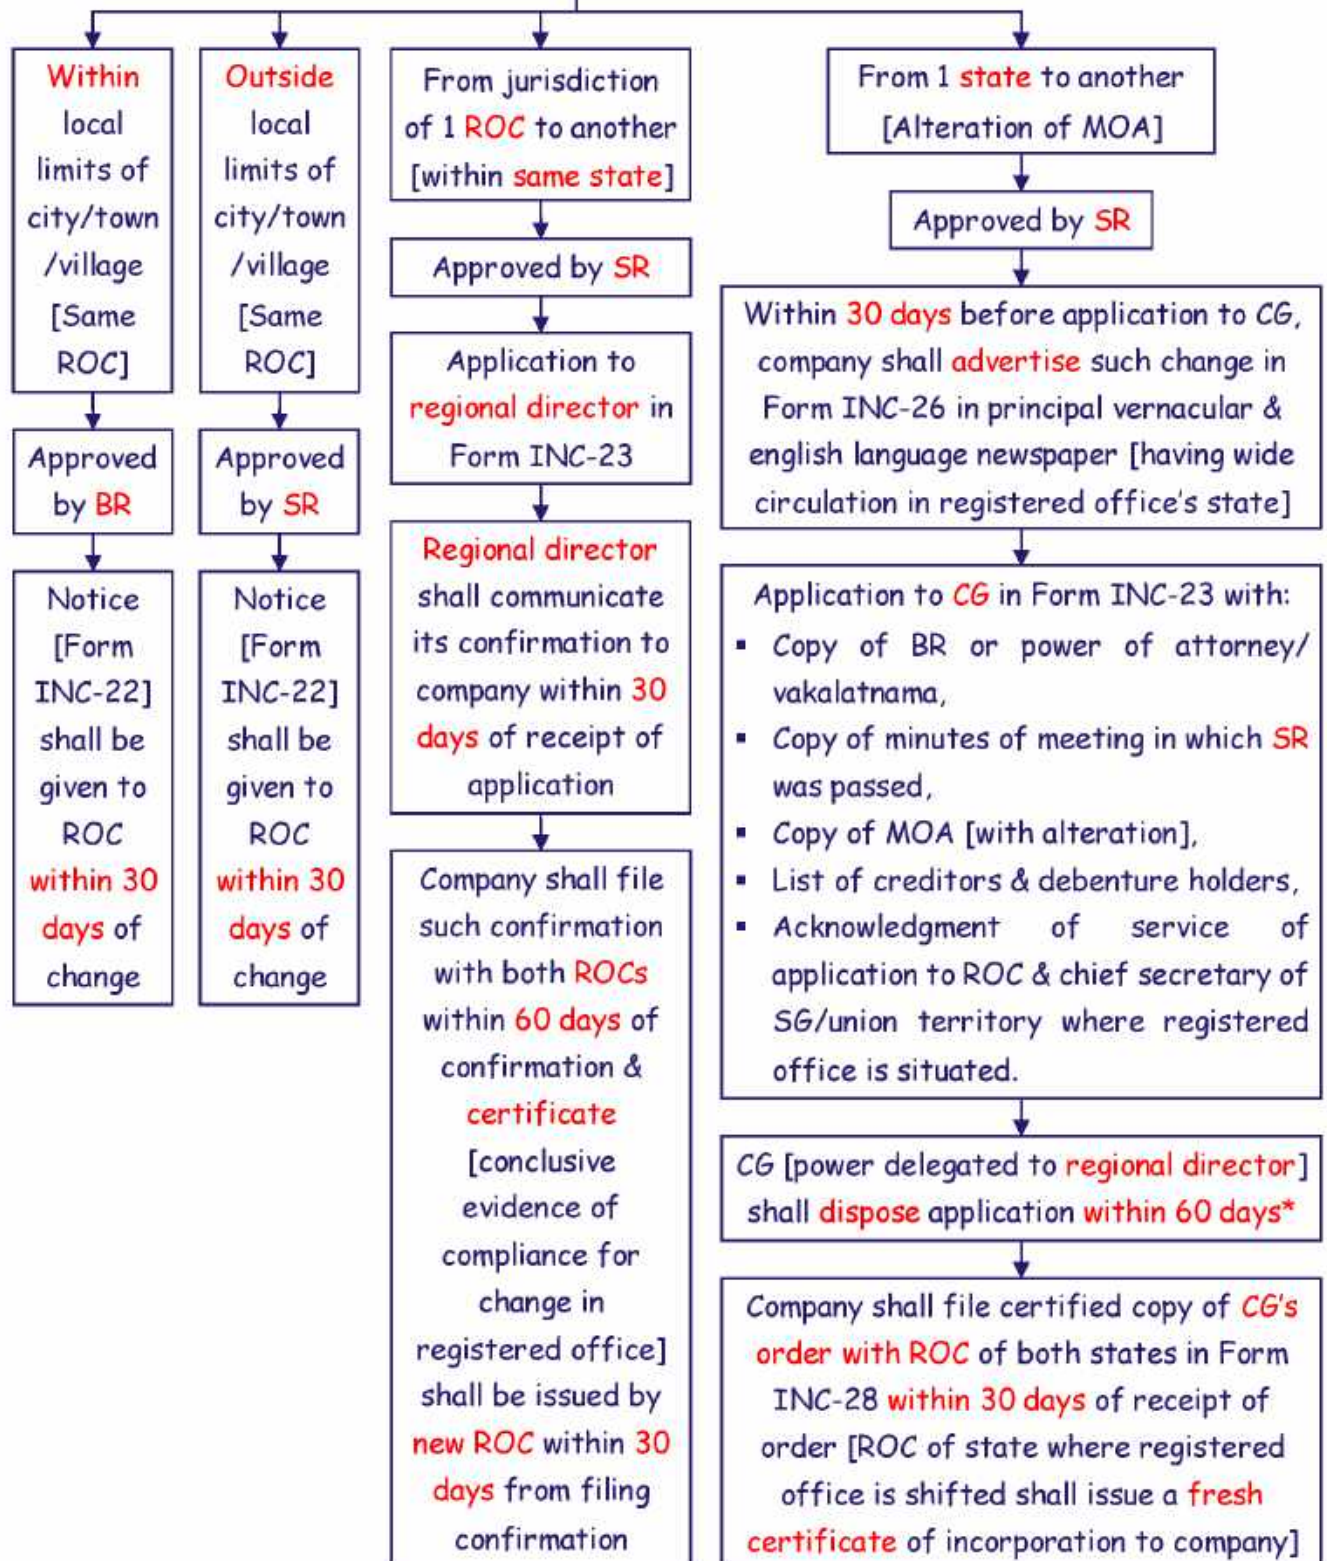 Within
local
limits of
city/town
/village
[Same
ROC]
Approved
by BR
Notice
[Form
INC-22]
shall be
given to
ROC
within 30
days of
change
Outside
local
limits of
city/town
/village
[Same
ROC]
Approved
by SR
Notice
[Form
INC-22]
shall be
given to
ROC
within 30
days of
change
From jurisdiction
of 1 ROC to another
[within same state]
Approved by SR
Application to
regional director in
Form INC-23
Regional director
shall communicate
its confirmation to
company within 30
days of receipt of
application
Company shall file
such confirmation
with both ROCs
within 60 days of
confirmation &
certificate
[conclusive
evidence of
compliance for
change in
registered office]
shall be issued by
new ROC within 30
days from filing
confirmation
From 1 state to another
[Alteration of MOA]
Approved by SR
Within 30 days before application to CG,
company shall advertise such change in
Form INC-26 in principal vernacular &
english language newspaper [having wide
circulation in registered office's state]
Application to CG in Form INC-23 with:
▪ Copy of BR or power of attorney/
vakalatnama,
▪ Copy of minutes of meeting in which SR
was passed,
▪ Copy of MOA [with alteration],
▪ List of creditors & debenture holders,
▪ Acknowledgment of service of
application to ROC & chief secretary of
SG/union territory where registered
office is situated.
CG [power delegated to regional director]
shall dispose application within 60 days*
Company shall file certified copy of CG's
order with ROC of both states in Form
INC-28 within 30 days of receipt of
order [ROC of state where registered
office is shifted shall issue a fresh
certificate of incorporation to company]